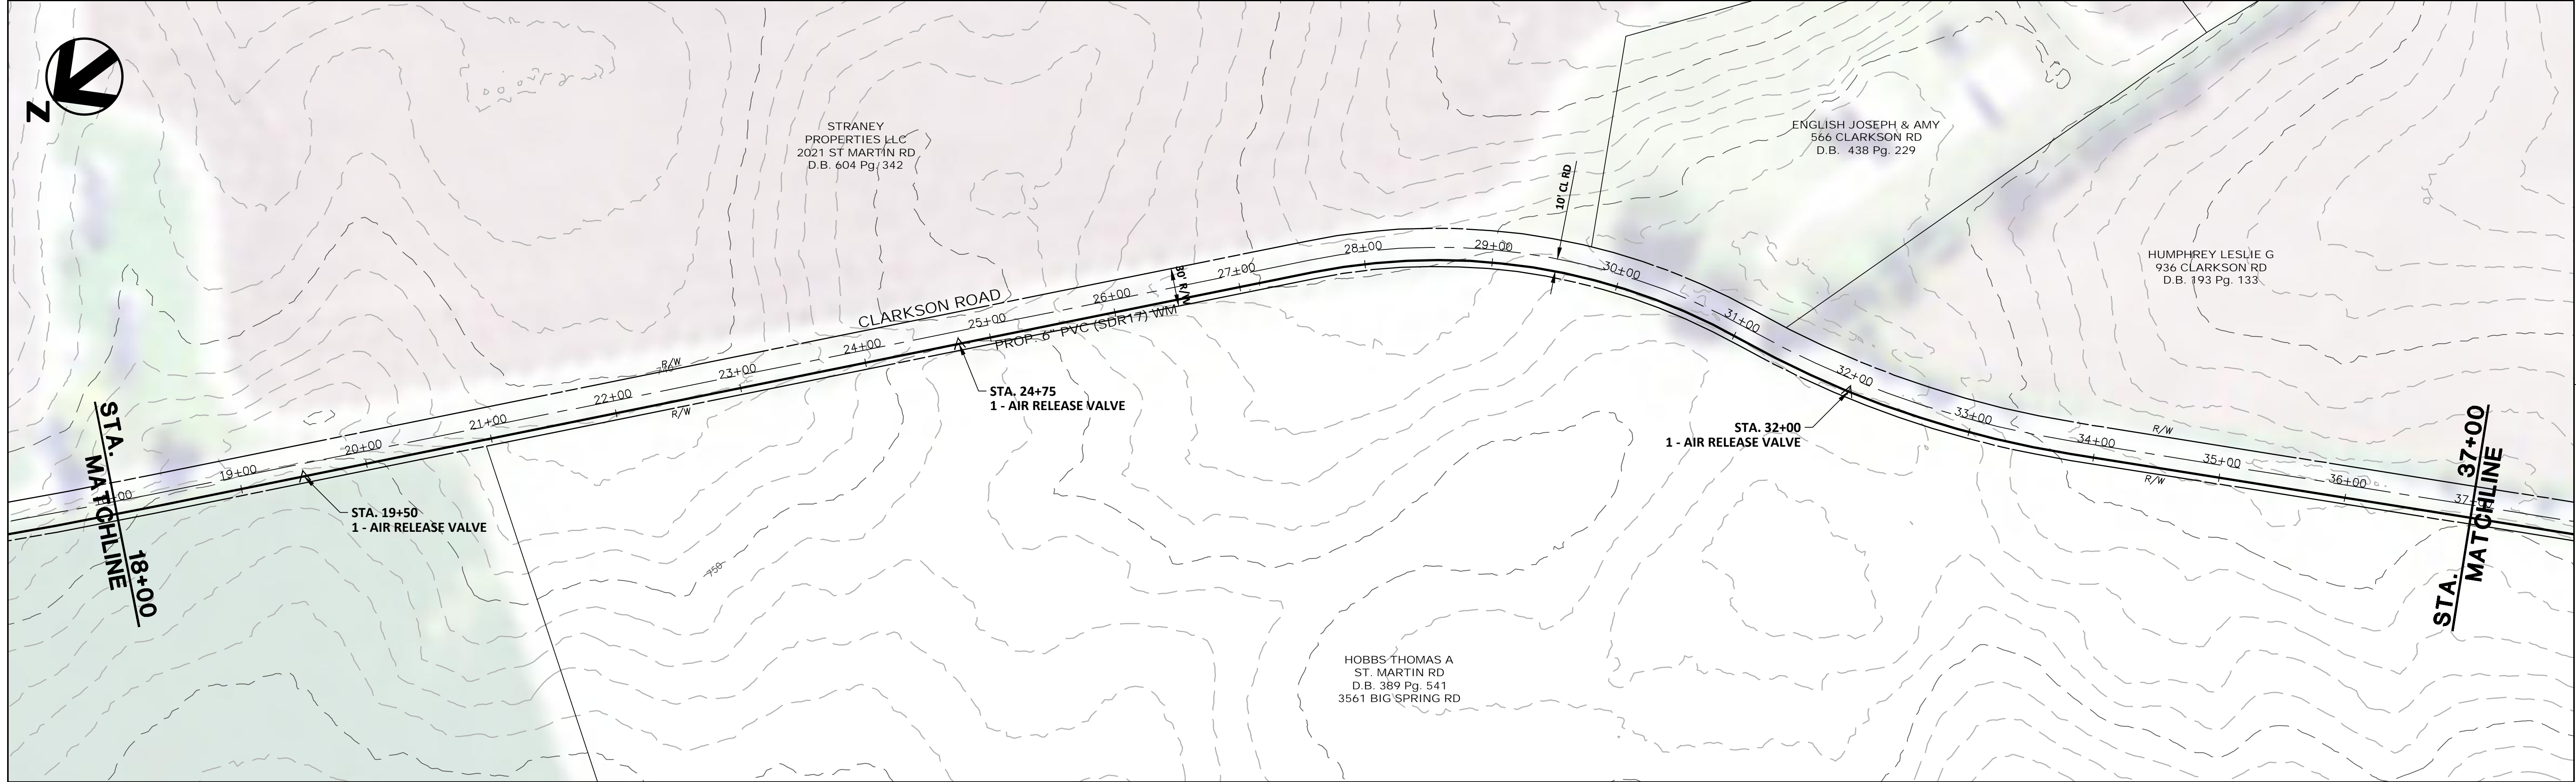 N
STRANEY
PROPERTIES LLC
2021 ST MARTIN RD
D.B. 604 Pg. 342
ENGLISH JOSEPH & AMY
566 CLARKSON RD
D.B. 438 Pg. 229
HUMPHREY LESLIE G
936 CLARKSON RD
D.B. 193 Pg. 133
10' CL RD
30' R/W
CLARKSON ROAD
PROP. 6" PVC (SDR17) WM
R/W
R/W
R/W
R/W
19+00
20+00
21+00
22+00
23+00
24+00
25+00
26+00
27+00
28+00
29+00
30+00
31+00
32+00
33+00
34+00
35+00
36+00
STA. 19+50
1 - AIR RELEASE VALVE
STA. 24+75
1 - AIR RELEASE VALVE
STA. 32+00
1 - AIR RELEASE VALVE
750
STA. 18+00
MATCHLINE
STA. 37+00
MATCHLINE
HOBBS THOMAS A
ST. MARTIN RD
D.B. 389 Pg. 541
3561 BIG SPRING RD